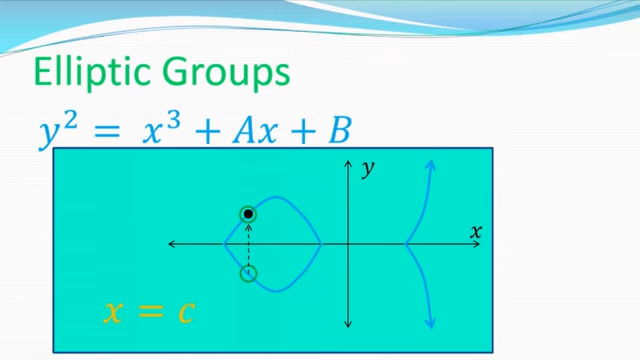 Elliptic Groups
y² = x³ + Ax + B
y
x
x = c